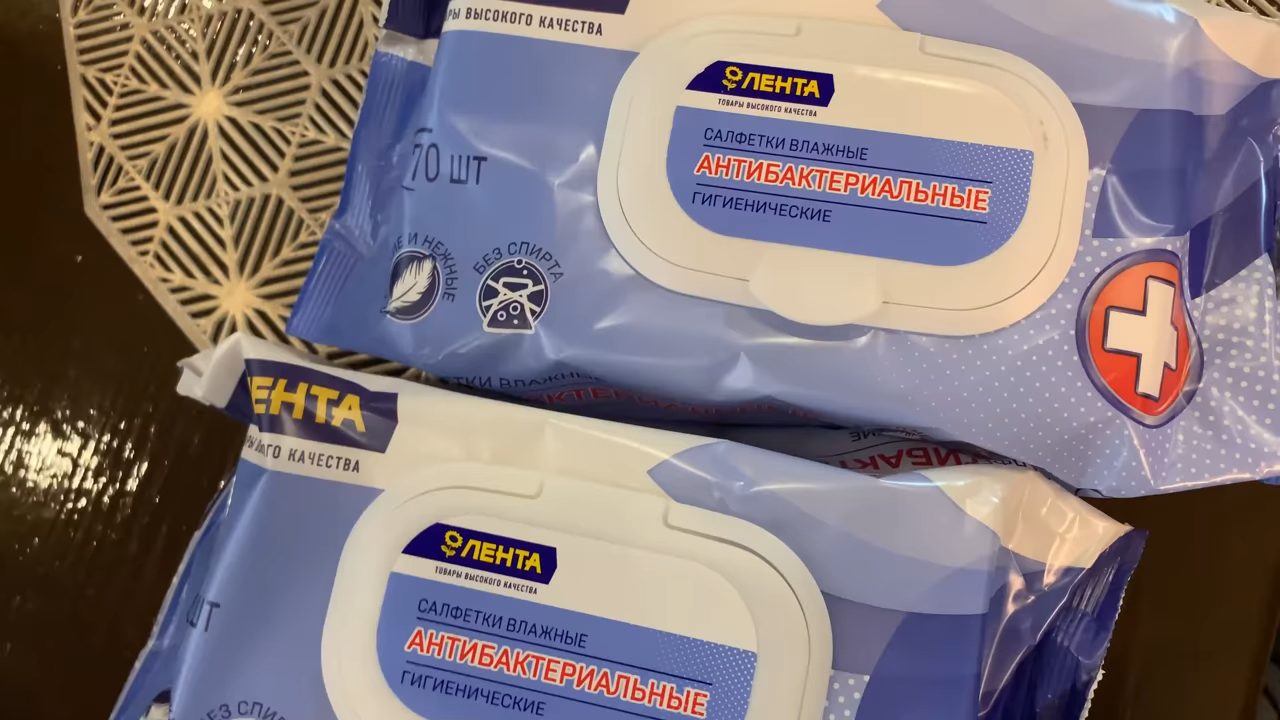 ВЫСОКОГО КАЧЕСТВА
ЛЕНТА
ТОВАРЫ ВЫСОКОГО КАЧЕСТВА
САЛФЕТКИ ВЛАЖНЫЕ
АНТИБАКТЕРИАЛЬНЫЕ
ГИГИЕНИЧЕСКИЕ
70 ШТ
И НЕЖНЫЕ
БЕЗ СПИРТА
ЛЕНТА
КАЧЕСТВА
ЛЕНТА
ТОВАРЫ ВЫСОКОГО КАЧЕСТВА
САЛФЕТКИ ВЛАЖНЫЕ
АНТИБАКТЕРИАЛЬНЫЕ
ГИГИЕНИЧЕСКИЕ
ШТ